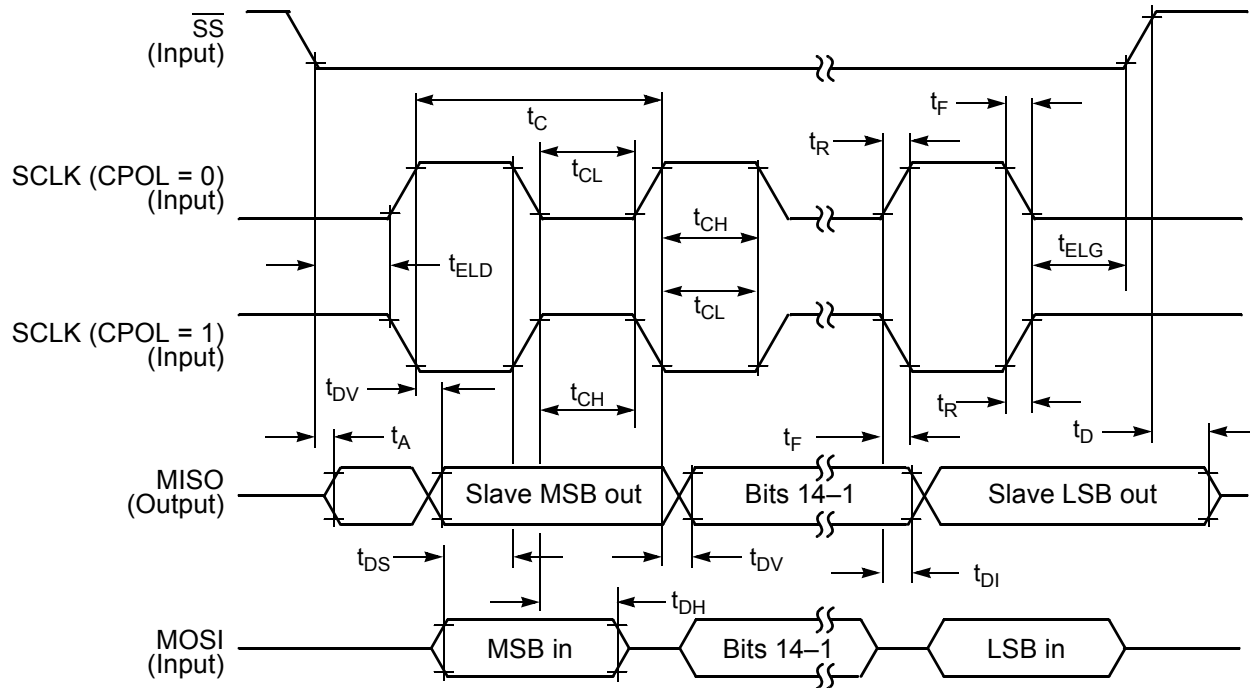 SS
(Input)
t_C
t_F
t_R
SCLK (CPOL = 0)
(Input)
t_CL
t_CH
t_ELD
t_ELG
t_CL
SCLK (CPOL = 1)
(Input)
t_DV
t_CH
t_R
t_A
t_F
t_D
MISO
(Output)
Slave MSB out
Bits 14–1
Slave LSB out
t_DS
t_DV
t_DI
t_DH
MOSI
(Input)
MSB in
Bits 14–1
LSB in